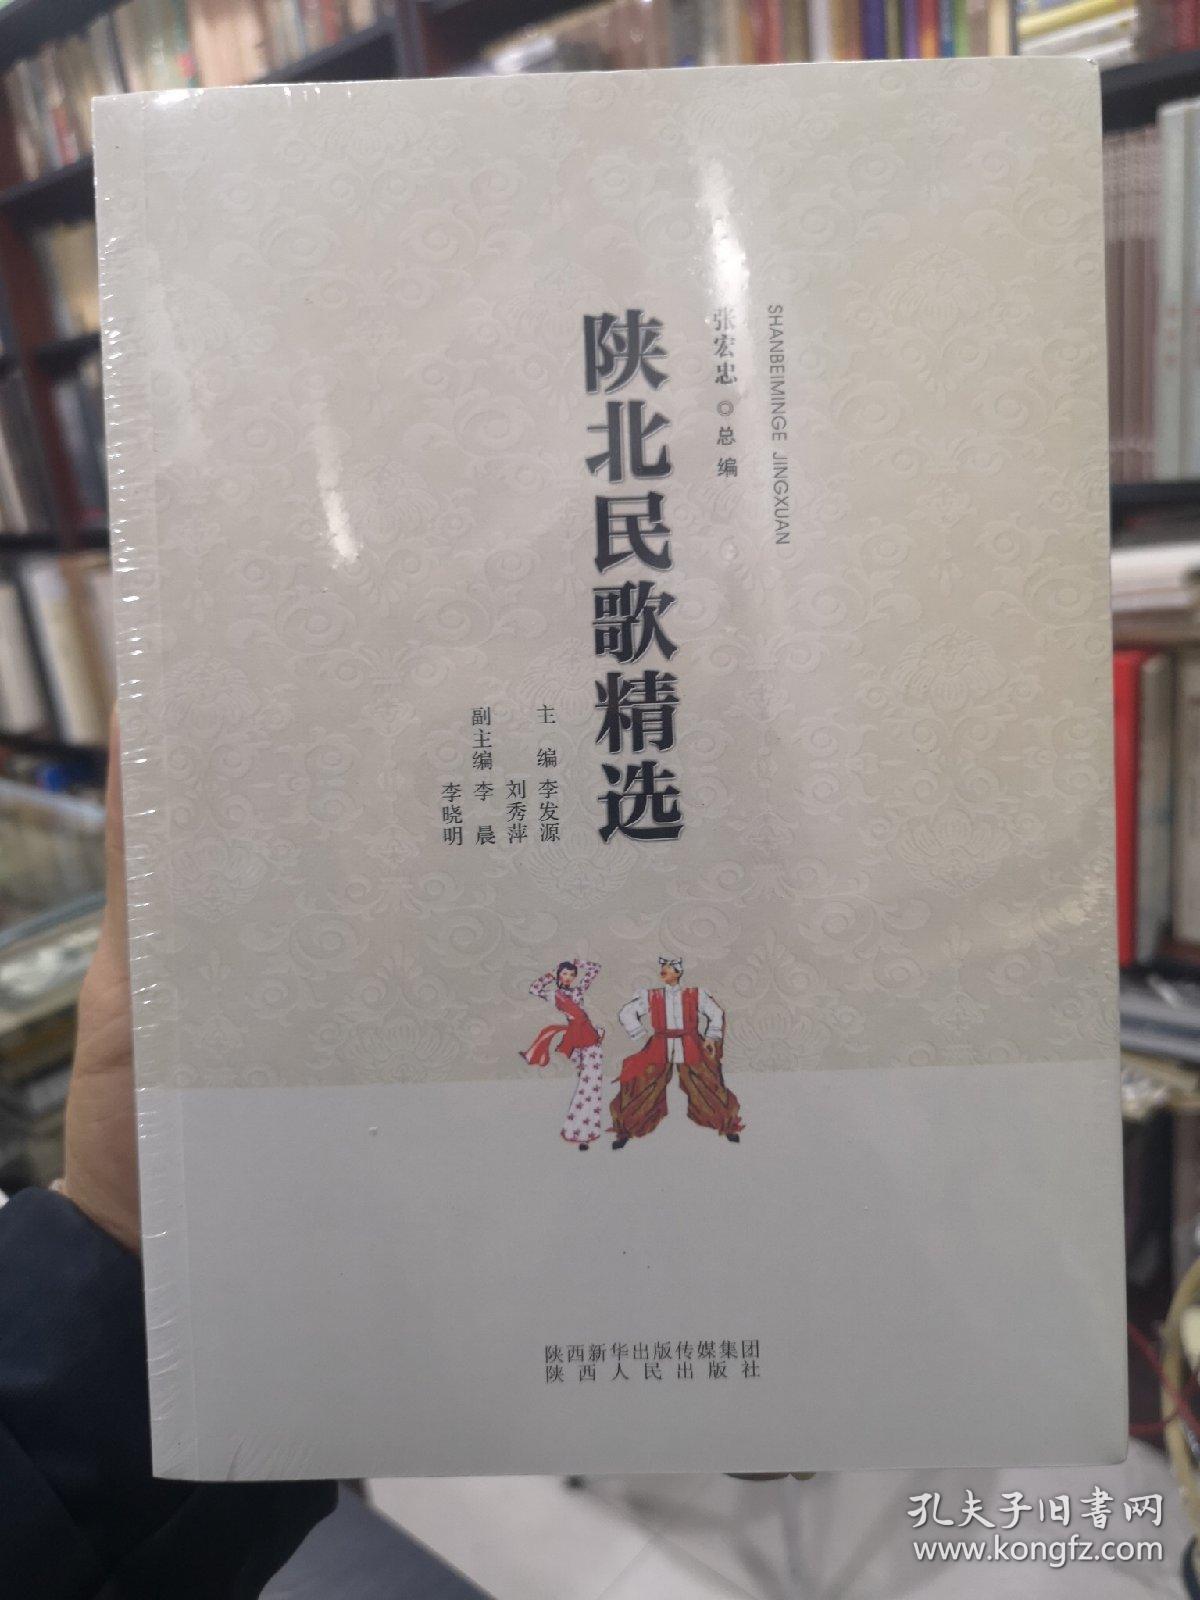 SHANBEIMINGE JINGXUAN
张宏忠◎总编
陕北民歌精选
主编 李发源
刘秀萍
副主编 李晨
李晓明
陕西新华出版传媒集团
陕西人民出版社
孔夫子旧书网
www.kongfz.com